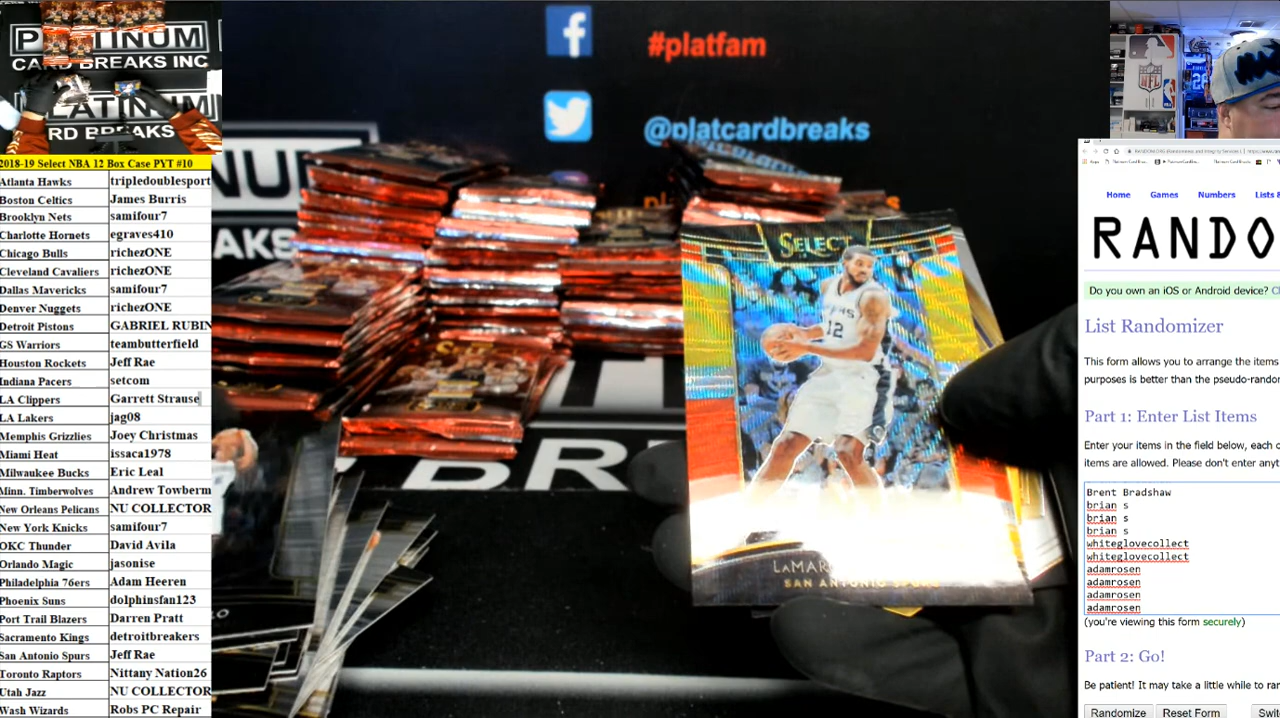 PLATINUM
CARD BREAKS INC
PLATINUM
CARD BREAKS
#platfam
@platcardbreaks
2018-19 Select NBA 12 Box Case PYT #10
Atlanta Hawks tripledoublesport
Boston Celtics James Burris
Brooklyn Nets samifour7
Charlotte Hornets egraves410
Chicago Bulls richezONE
Cleveland Cavaliers richezONE
Dallas Mavericks samifour7
Denver Nuggets richezONE
Detroit Pistons GABRIEL RUBIN
GS Warriors teambutterfield
Houston Rockets Jeff Rae
Indiana Pacers setcom
LA Clippers Garrett Strause
LA Lakers jag08
Memphis Grizzlies Joey Christmas
Miami Heat issaca1978
Milwaukee Bucks Eric Leal
Minn. Timberwolves Andrew Towberm
New Orleans Pelicans NU COLLECTOR
New York Knicks samifour7
OKC Thunder David Avila
Orlando Magic jasonise
Philadelphia 76ers Adam Heeren
Phoenix Suns dolphinsfan123
Port Trail Blazers Darren Pratt
Sacramento Kings detroitbreakers
San Antonio Spurs Jeff Rae
Toronto Raptors Nittany Nation26
Utah Jazz NU COLLECTOR
Wash Wizards Robs PC Repair
NUM
REAKS
BR
SELECT
12
LaMAR
SAN ANTONIO SPURS
NFL
Home Games Numbers Lists &
RANDO
Do you own an iOS or Android device?
List Randomizer
This form allows you to arrange the items
purposes is better than the pseudo-rando
Part 1: Enter List Items
Enter your items in the field below, each o
items are allowed. Please don't enter anyt
Brent Bradshaw
brian s
brian s
brian s
whiteglovecollect
whiteglovecollect
adamrosen
adamrosen
adamrosen
adamrosen
(you're viewing this form securely)
Part 2: Go!
Be patient! It may take a little while to ra
Randomize Reset Form Swit